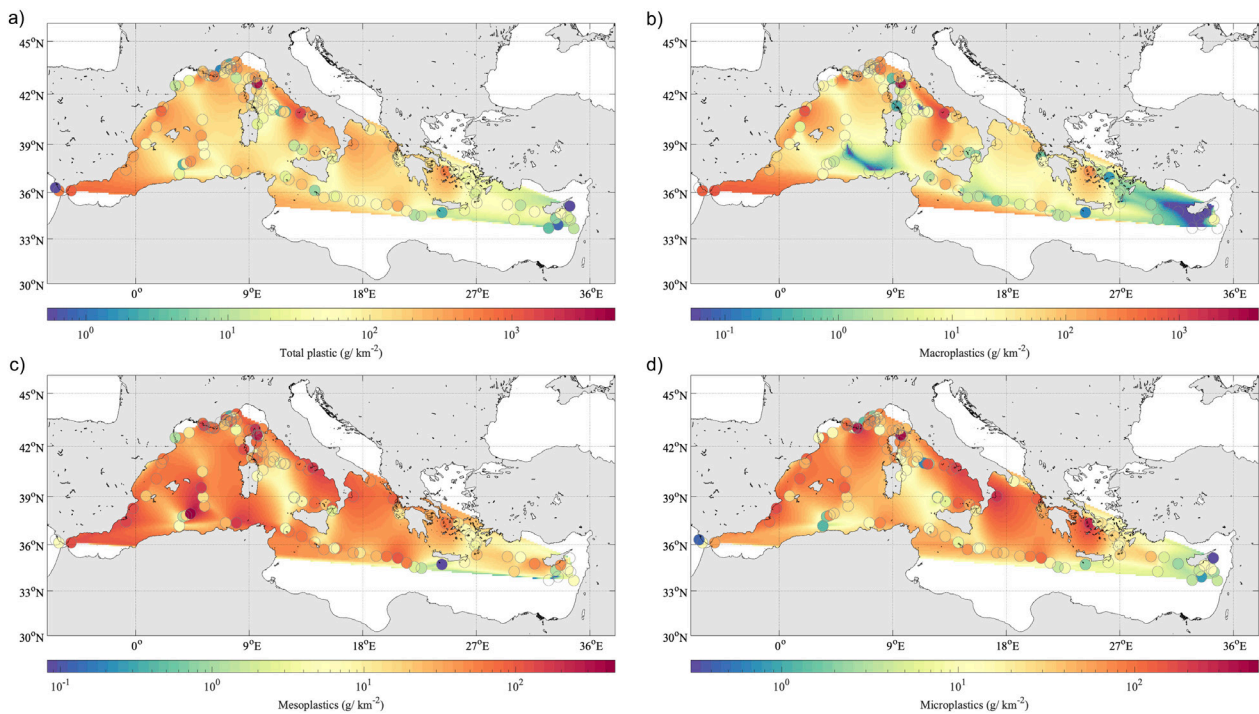 a)
45°N
42°N
39°N
36°N
33°N
30°N
0° 9°E 18°E 27°E 36°E
10⁰ 10¹ 10² 10³
Total plastic (g/ km⁻²)
b)
45°N
42°N
39°N
36°N
33°N
30°N
0° 9°E 18°E 27°E 36°E
10⁻¹ 10⁰ 10¹ 10² 10³
Macroplastics (g/ km⁻²)
c)
45°N
42°N
39°N
36°N
33°N
30°N
0° 9°E 18°E 27°E 36°E
10⁻¹ 10⁰ 10¹ 10²
Mesoplastics (g/ km⁻²)
d)
45°N
42°N
39°N
36°N
33°N
30°N
0° 9°E 18°E 27°E 36°E
10⁰ 10¹ 10²
Microplastics (g/ km⁻²)